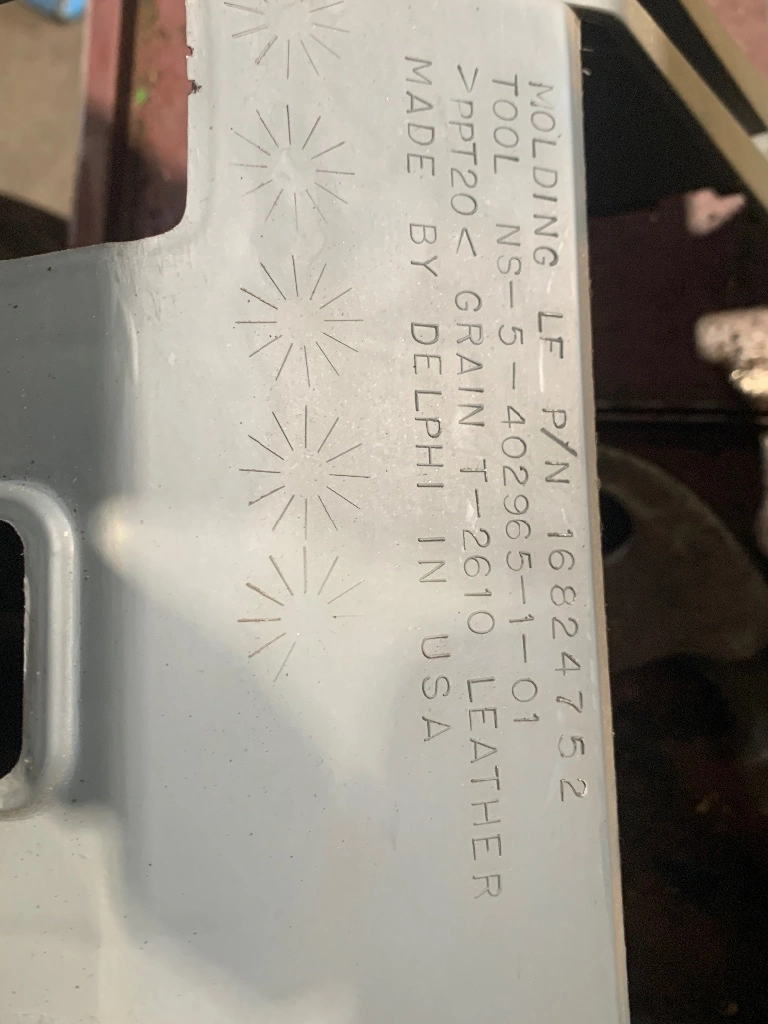 MOLDING LF P/N 16824752
TOOL NS-5-402965-1-01
>PPT20< GRAIN T-2610 LEATHER
MADE BY DELPHI IN USA